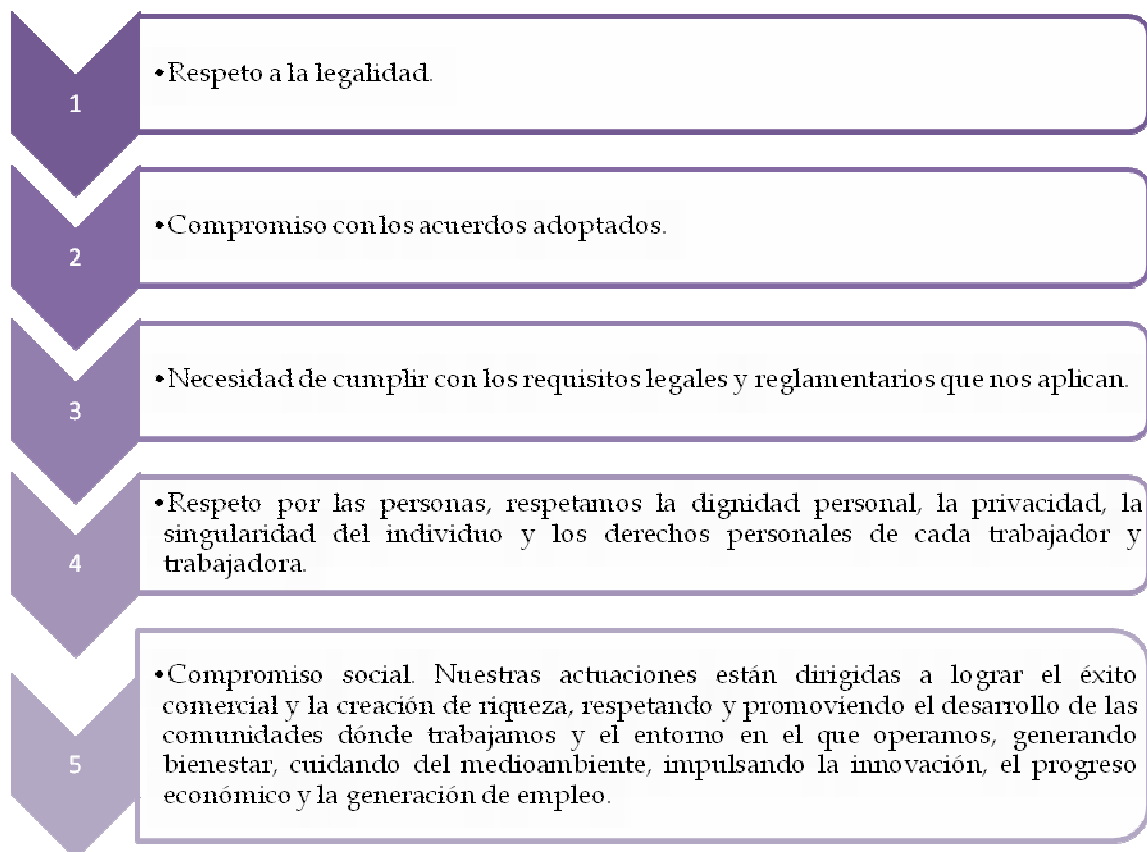 1
•Respeto a la legalidad.
2
•Compromiso con los acuerdos adoptados.
3
•Necesidad de cumplir con los requisitos legales y reglamentarios que nos aplican.
4
•Respeto por las personas, respetamos la dignidad personal, la privacidad, la
singularidad del individuo y los derechos personales de cada trabajador y
trabajadora.
5
•Compromiso social. Nuestras actuaciones están dirigidas a lograr el éxito
comercial y la creación de riqueza, respetando y promoviendo el desarrollo de las
comunidades dónde trabajamos y el entorno en el que operamos, generando
bienestar, cuidando del medioambiente, impulsando la innovación, el progreso
económico y la generación de empleo.